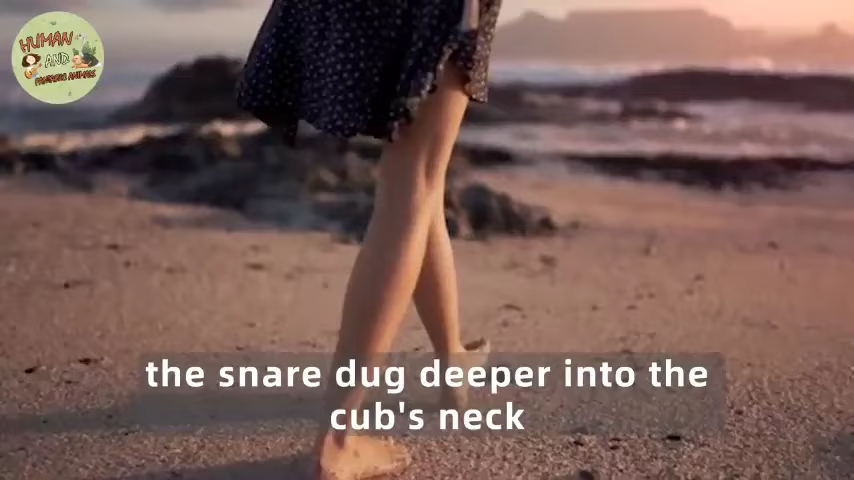 HUMAN
AND
the snare dug deeper into the
cub's neck